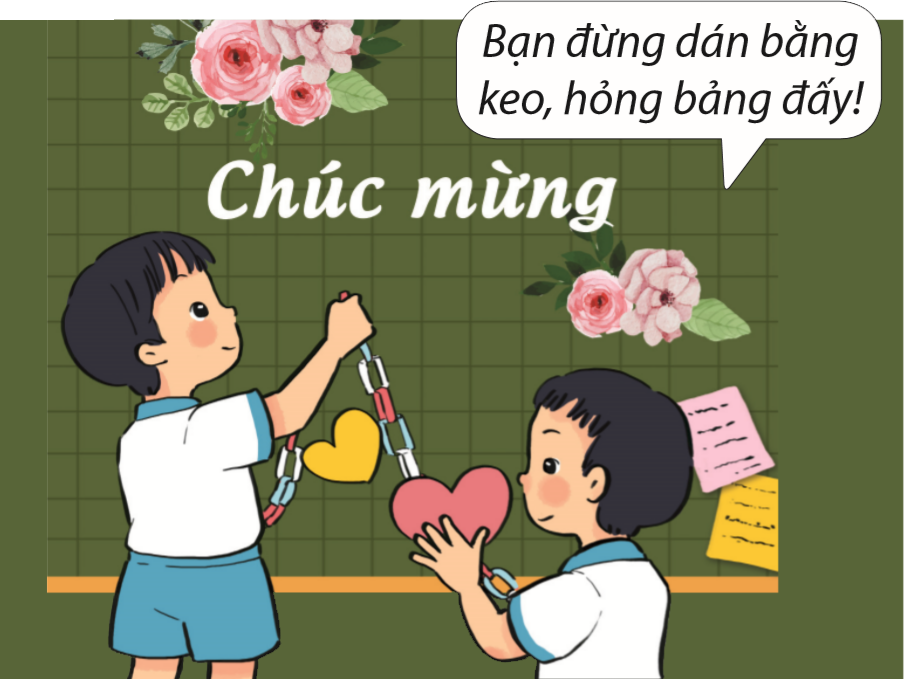 Bạn đừng dán bằng
keo, hỏng bảng đấy!
Chúc mừng